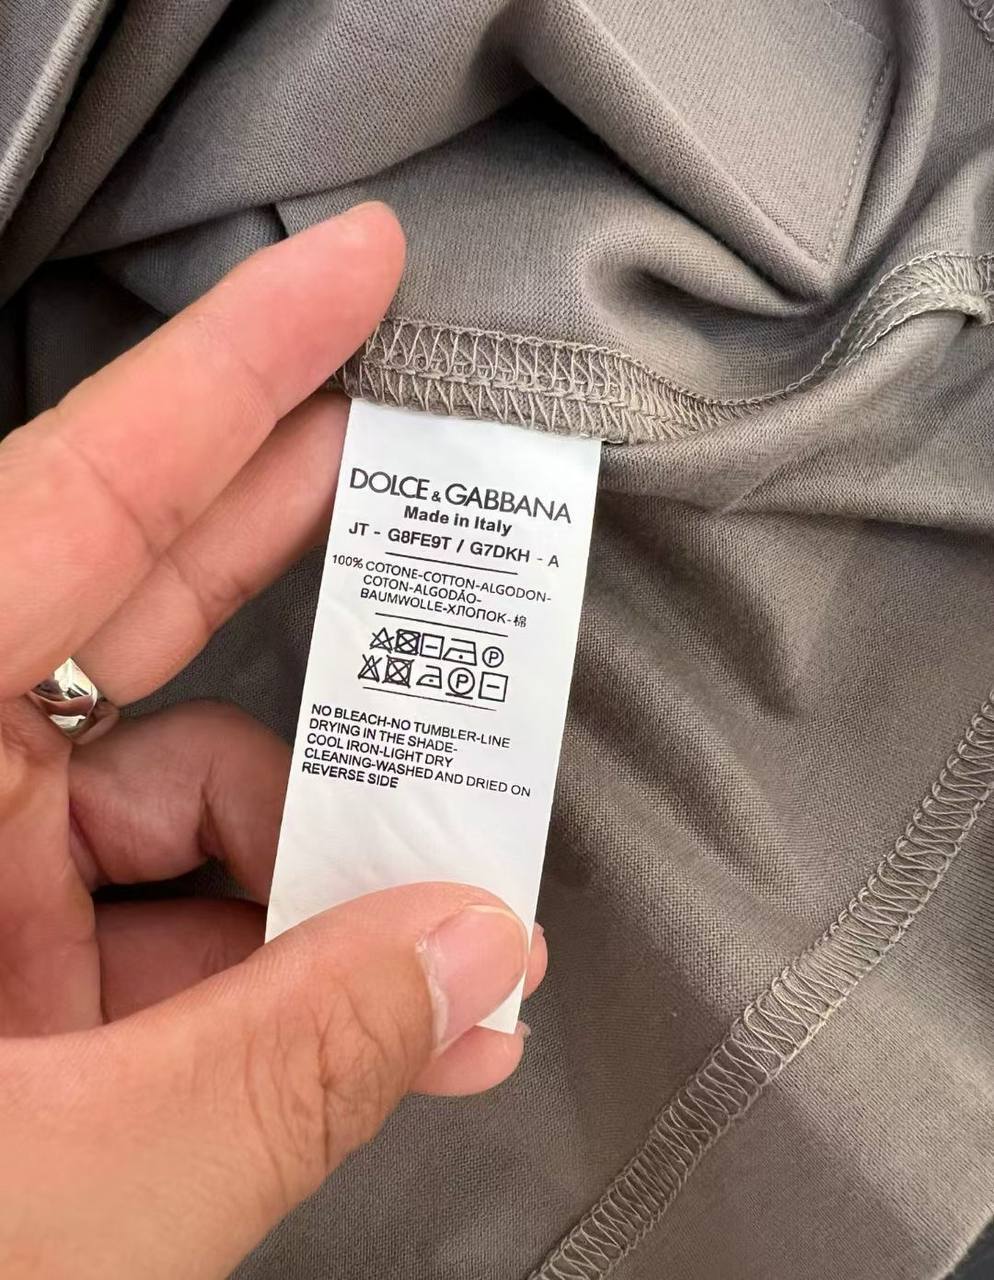 DOLCE & GABBANA
Made in Italy
JT - G8FE9T / G7DKH - A
100% COTONE-COTTON-ALGODON-
COTON-ALGODÃO-
BAUMWOLLE-ХЛОПОК-棉
P
P
NO BLEACH-NO TUMBLER-LINE
DRYING IN THE SHADE-
COOL IRON-LIGHT DRY
CLEANING-WASHED AND DRIED ON
REVERSE SIDE